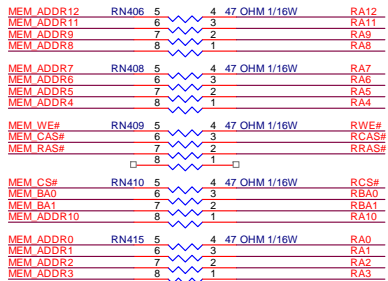 MEM_ADDR12 RN406 5 4 47 OHM 1/16W RA12
MEM_ADDR11 6 3 RA11
MEM_ADDR9 7 2 RA9
MEM_ADDR8 8 1 RA8
MEM_ADDR7 RN408 5 4 47 OHM 1/16W RA7
MEM_ADDR6 6 3 RA6
MEM_ADDR5 7 2 RA5
MEM_ADDR4 8 1 RA4
MEM_WE# RN409 5 4 47 OHM 1/16W RWE#
MEM_CAS# 6 3 RCAS#
MEM_RAS# 7 2 RRAS#
8 1
MEM_CS# RN410 5 4 47 OHM 1/16W RCS#
MEM_BA0 6 3 RBA0
MEM_BA1 7 2 RBA1
MEM_ADDR10 8 1 RA10
MEM_ADDR0 RN415 5 4 47 OHM 1/16W RA0
MEM_ADDR1 6 3 RA1
MEM_ADDR2 7 2 RA2
MEM_ADDR3 8 1 RA3